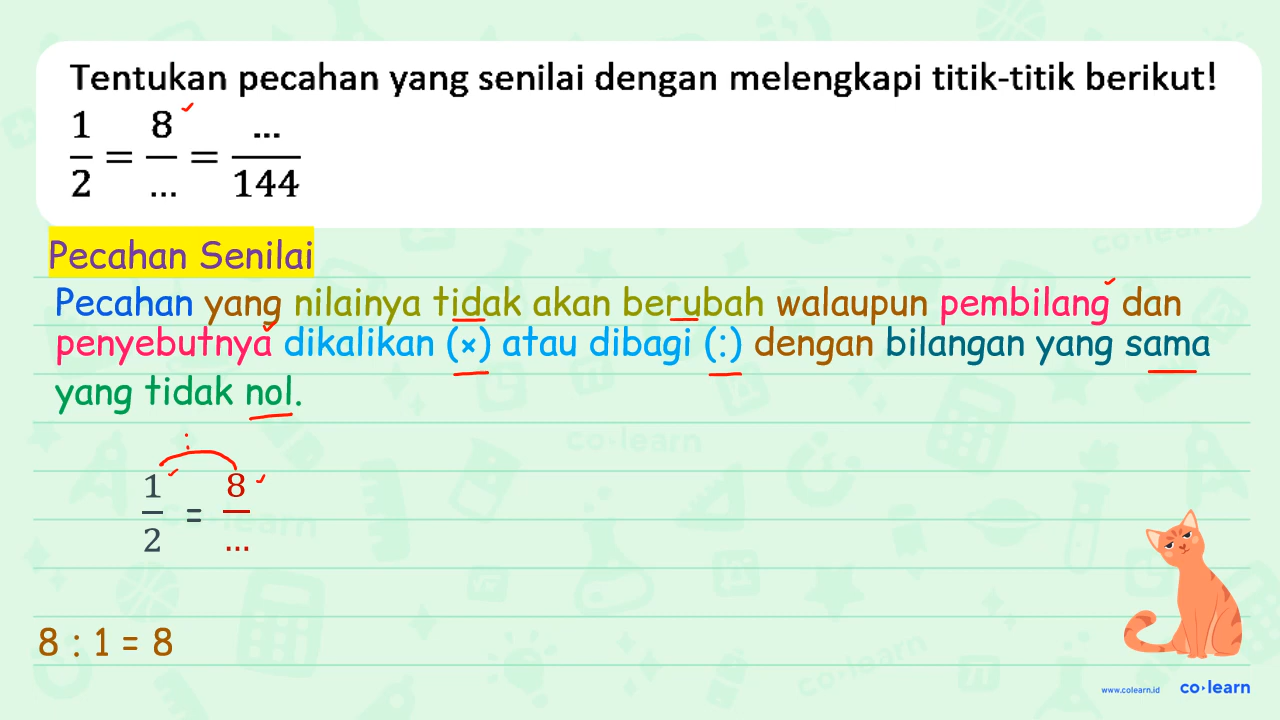 Tentukan pecahan yang senilai dengan melengkapi titik-titik berikut!
1/2 = 8/... = .../144
Pecahan Senilai
Pecahan yang nilainya tidak akan berubah walaupun pembilang dan
penyebutnya dikalikan (×) atau dibagi (:) dengan bilangan yang sama
yang tidak nol.
:
1/2 = 8/...
8 : 1 = 8
www.colearn.id co·learn